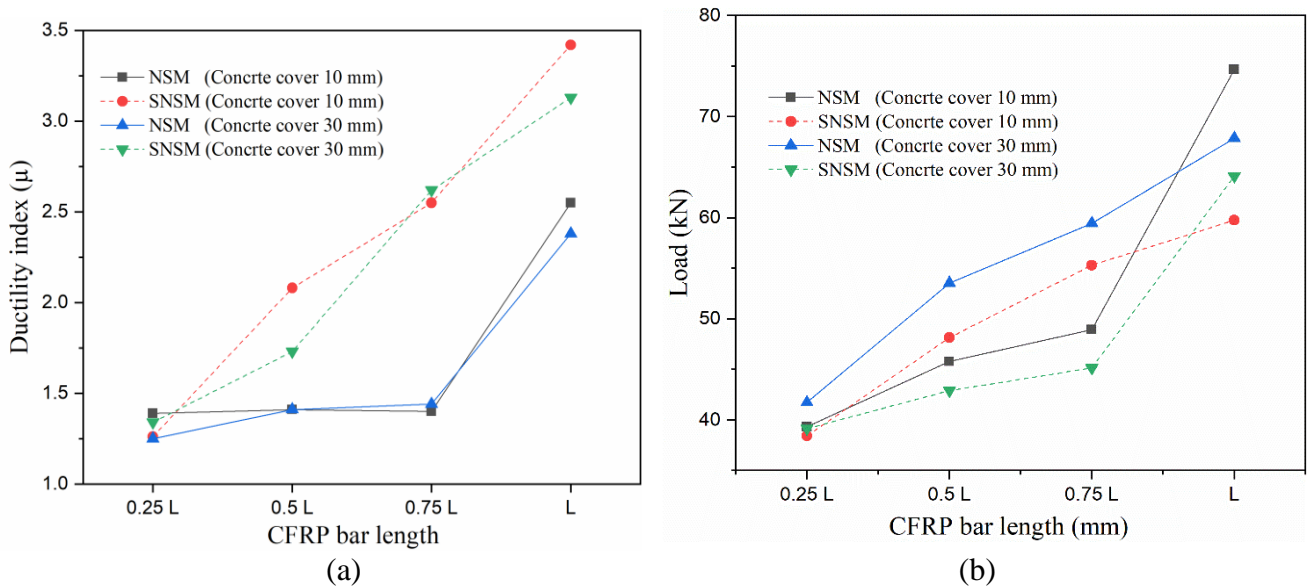 3.5
3.0
2.5
2.0
1.5
1.0
Ductility index (μ)
NSM (Concrte cover 10 mm)
SNSM (Concrte cover 10 mm)
NSM (Concrte cover 30 mm)
SNSM (Concrte cover 30 mm)
0.25 L 0.5 L 0.75 L L
CFRP bar length
(a)
80
70
60
50
40
Load (kN)
NSM (Concrte cover 10 mm)
SNSM (Concrte cover 10 mm)
NSM (Concrte cover 30 mm)
SNSM (Concrte cover 30 mm)
0.25 L 0.5 L 0.75 L L
CFRP bar length (mm)
(b)